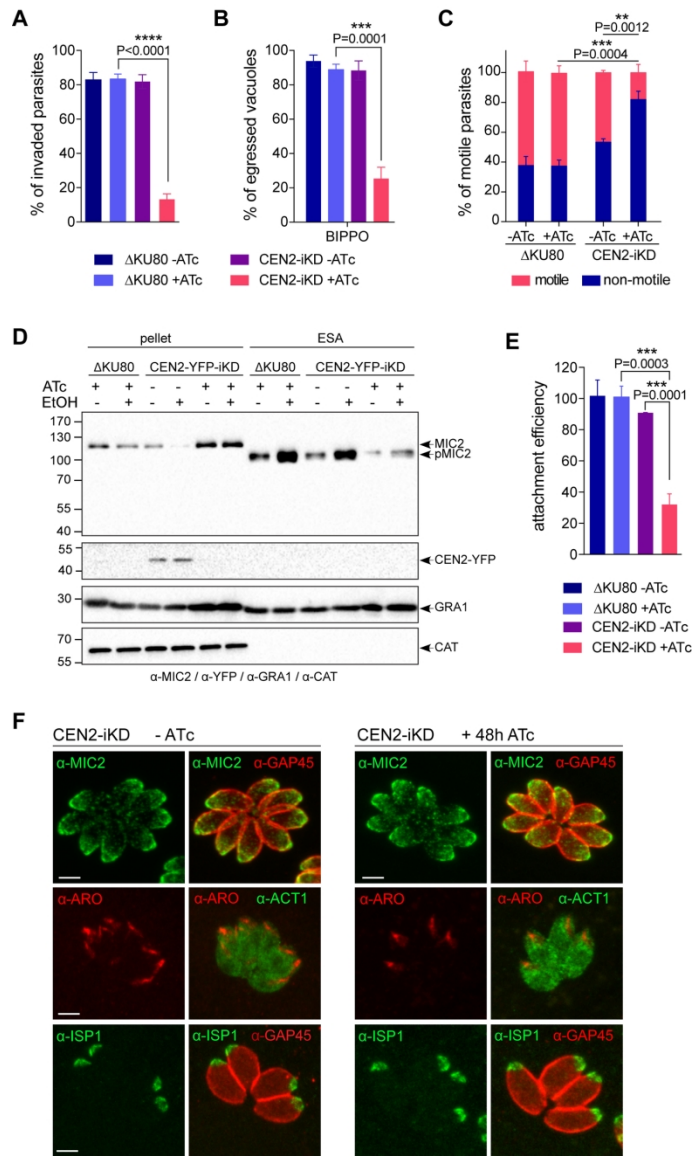 A
****
P<0.0001
% of invaded parasites
100
80
60
40
20
0
B
***
P=0.0001
% of egressed vacuoles
100
80
60
40
20
0
BIPPO
C
**
P=0.0012
***
P=0.0004
% of motile parasites
100
80
60
40
20
0
-ATc +ATc -ATc +ATc
ΔKU80 CEN2-iKD
motile non-motile
ΔKU80 -ATc CEN2-iKD -ATc
ΔKU80 +ATc CEN2-iKD +ATc
D
pellet ESA
ΔKU80 CEN2-YFP-iKD ΔKU80 CEN2-YFP-iKD
ATc + + - - + + + + - - + +
EtOH - + - + - + - + - + - +
170
130
100
55
40
MIC2
pMIC2
55
40
CEN2-YFP
30
GRA1
70
55
CAT
α-MIC2 / α-YFP / α-GRA1 / α-CAT
E
***
P=0.0003
***
P=0.0001
attachment efficiency
120
100
80
60
40
20
0
ΔKU80 -ATc
ΔKU80 +ATc
CEN2-iKD -ATc
CEN2-iKD +ATc
F
CEN2-iKD - ATc
CEN2-iKD + 48h ATc
α-MIC2 α-MIC2 α-GAP45 α-MIC2 α-MIC2 α-GAP45
α-ARO α-ARO α-ACT1 α-ARO α-ARO α-ACT1
α-ISP1 α-ISP1 α-GAP45 α-ISP1 α-ISP1 α-GAP45